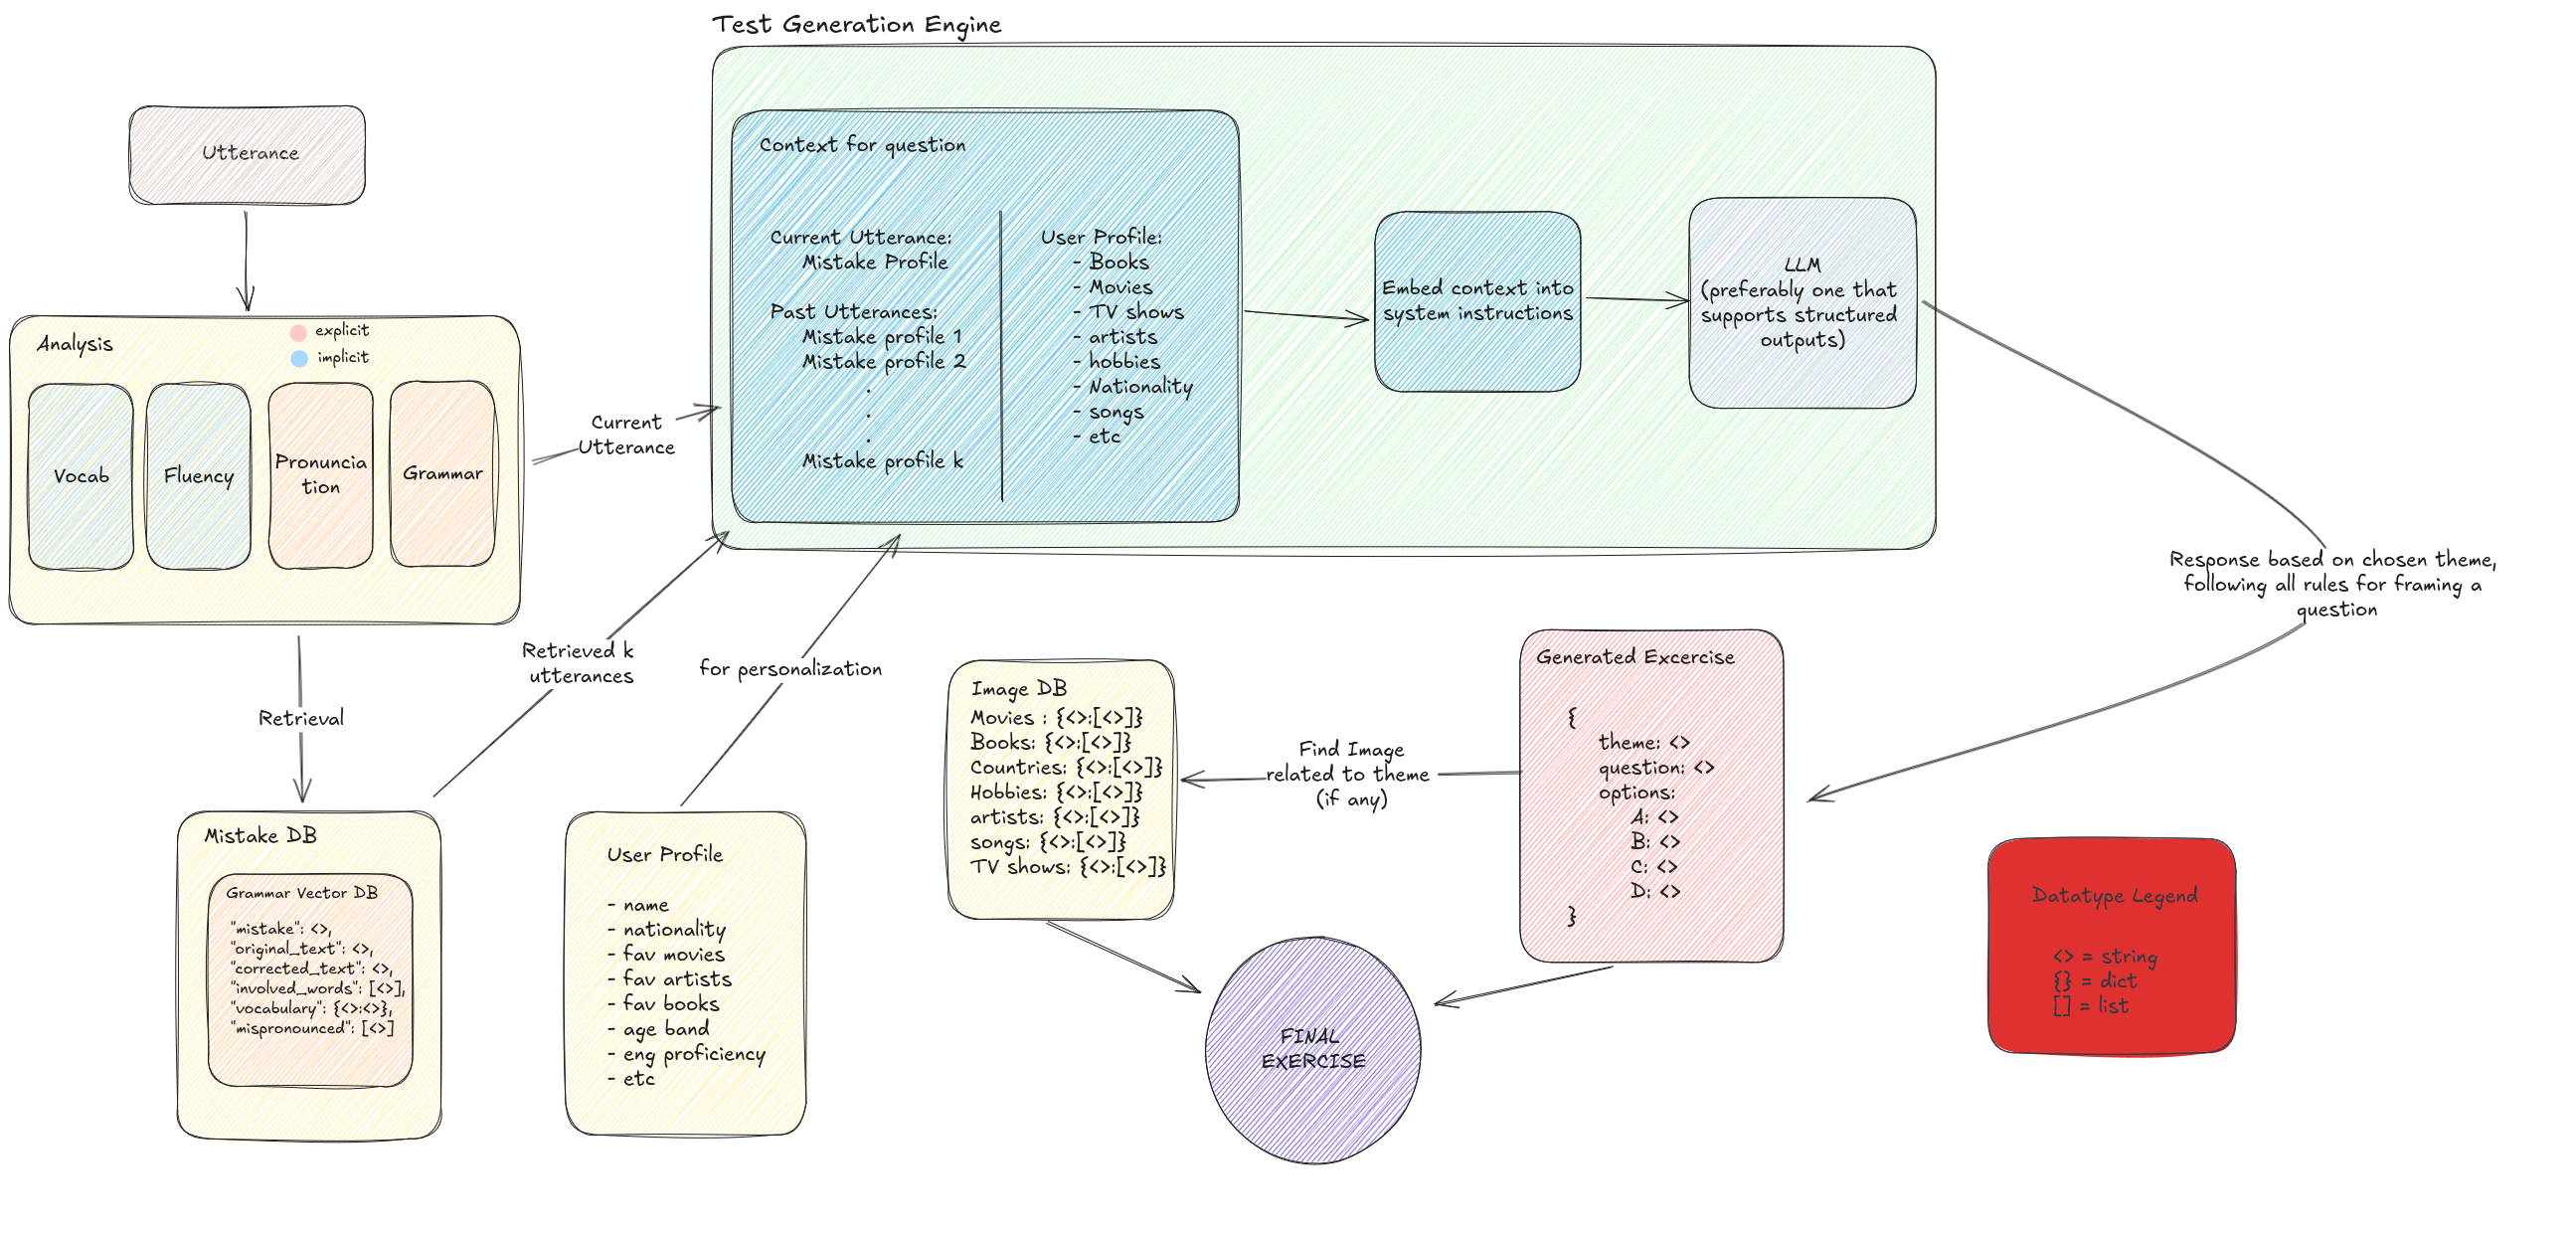 Test Generation Engine
Utterance
Analysis
explicit
implicit
Vocab
Fluency
Pronuncia
tion
Grammar
Current
Utterance
Context for question
Current Utterance:
Mistake Profile
Past Utterances:
Mistake profile 1
Mistake profile 2
.
.
.
Mistake profile k
User Profile:
- Books
- Movies
- TV shows
- artists
- hobbies
- Nationality
- songs
- etc
Embed context into
system instructions
LLM
(preferably one that
supports structured
outputs)
Response based on chosen theme,
following all rules for framing a
question
Retrieval
Retrieved k
utterances
for personalization
Mistake DB
Grammar Vector DB
"mistake": <>,
"original_text": <>,
"corrected_text": <>,
"involved_words": [<>],
"vocabulary": {<>:<>},
"mispronounced": [<>]
User Profile
- name
- nationality
- fav movies
- fav artists
- fav books
- age band
- eng proficiency
- etc
Image DB
Movies : {<>:[<>]}
Books: {<>:[<>]}
Countries: {<>:[<>]}
Hobbies: {<>:[<>]}
artists: {<>:[<>]}
songs: {<>:[<>]}
TV shows: {<>:[<>]}
Find Image
related to theme
(if any)
Generated Excercise
{
theme: <>
question: <>
options:
A: <>
B: <>
C: <>
D: <>
}
FINAL
EXERCISE
Datatype Legend
<> = string
{} = dict
[] = list